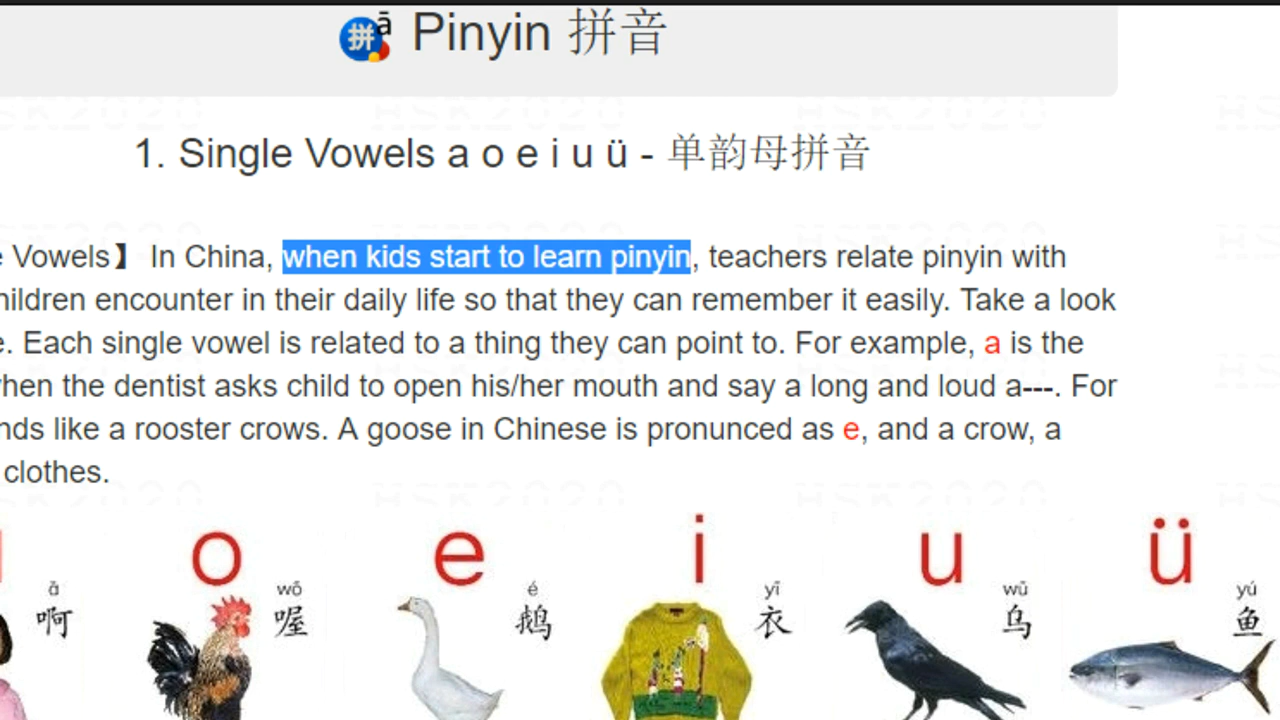 拼 ā Pinyin 拼音
1. Single Vowels a o e i u ü - 单韵母拼音
Vowels】 In China, when kids start to learn pinyin, teachers relate pinyin with
encounter in their daily life so that they can remember it easily. Take a look
. Each single vowel is related to a thing they can point to. For example, a is the
the dentist asks child to open his/her mouth and say a long and loud a---. For
like a rooster crows. A goose in Chinese is pronunced as e, and a crow, a
clothes.
o e i u ü
ā wō é yī wū yú
啊 喔 鹅 衣 乌 鱼
HSK2020